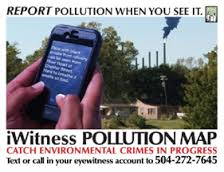 REPORT POLLUTION WHEN YOU SEE IT.
iWitness POLLUTION MAP
CATCH ENVIRONMENTAL CRIMES IN PROGRESS
Text or call in your eyewitness account to 504-272-7645